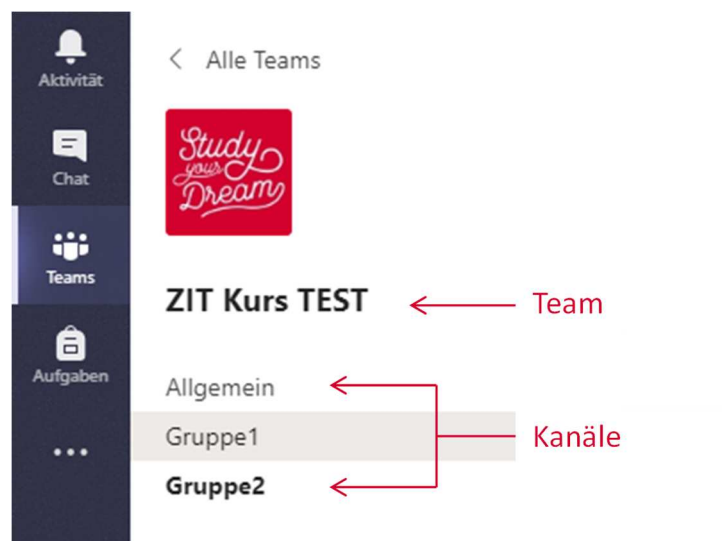 Aktivität
Chat
Teams
Aufgaben
Alle Teams
Study
your
Dream
ZIT Kurs TEST
Team
Allgemein
Gruppe1
Gruppe2
Kanäle